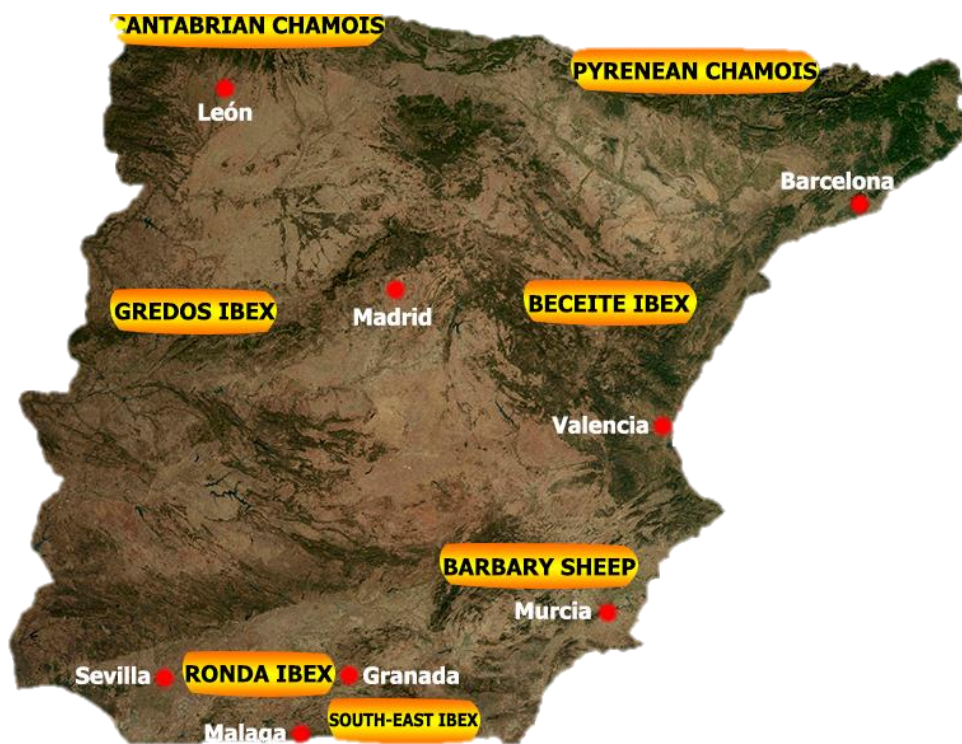 CANTABRIAN CHAMOIS
PYRENEAN CHAMOIS
León
Barcelona
GREDOS IBEX
Madrid
BECEITE IBEX
Valencia
BARBARY SHEEP
Murcia
Sevilla
RONDA IBEX
Granada
Malaga
SOUTH-EAST IBEX